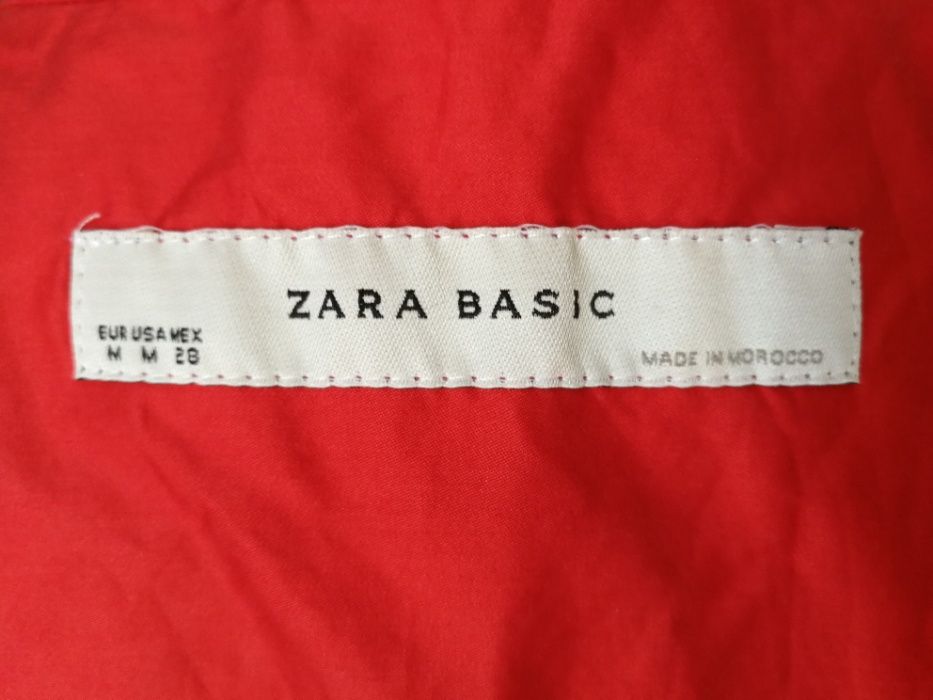 ZARA BASIC
EUR USA MEX
M M 28
MADE IN MOROCCO